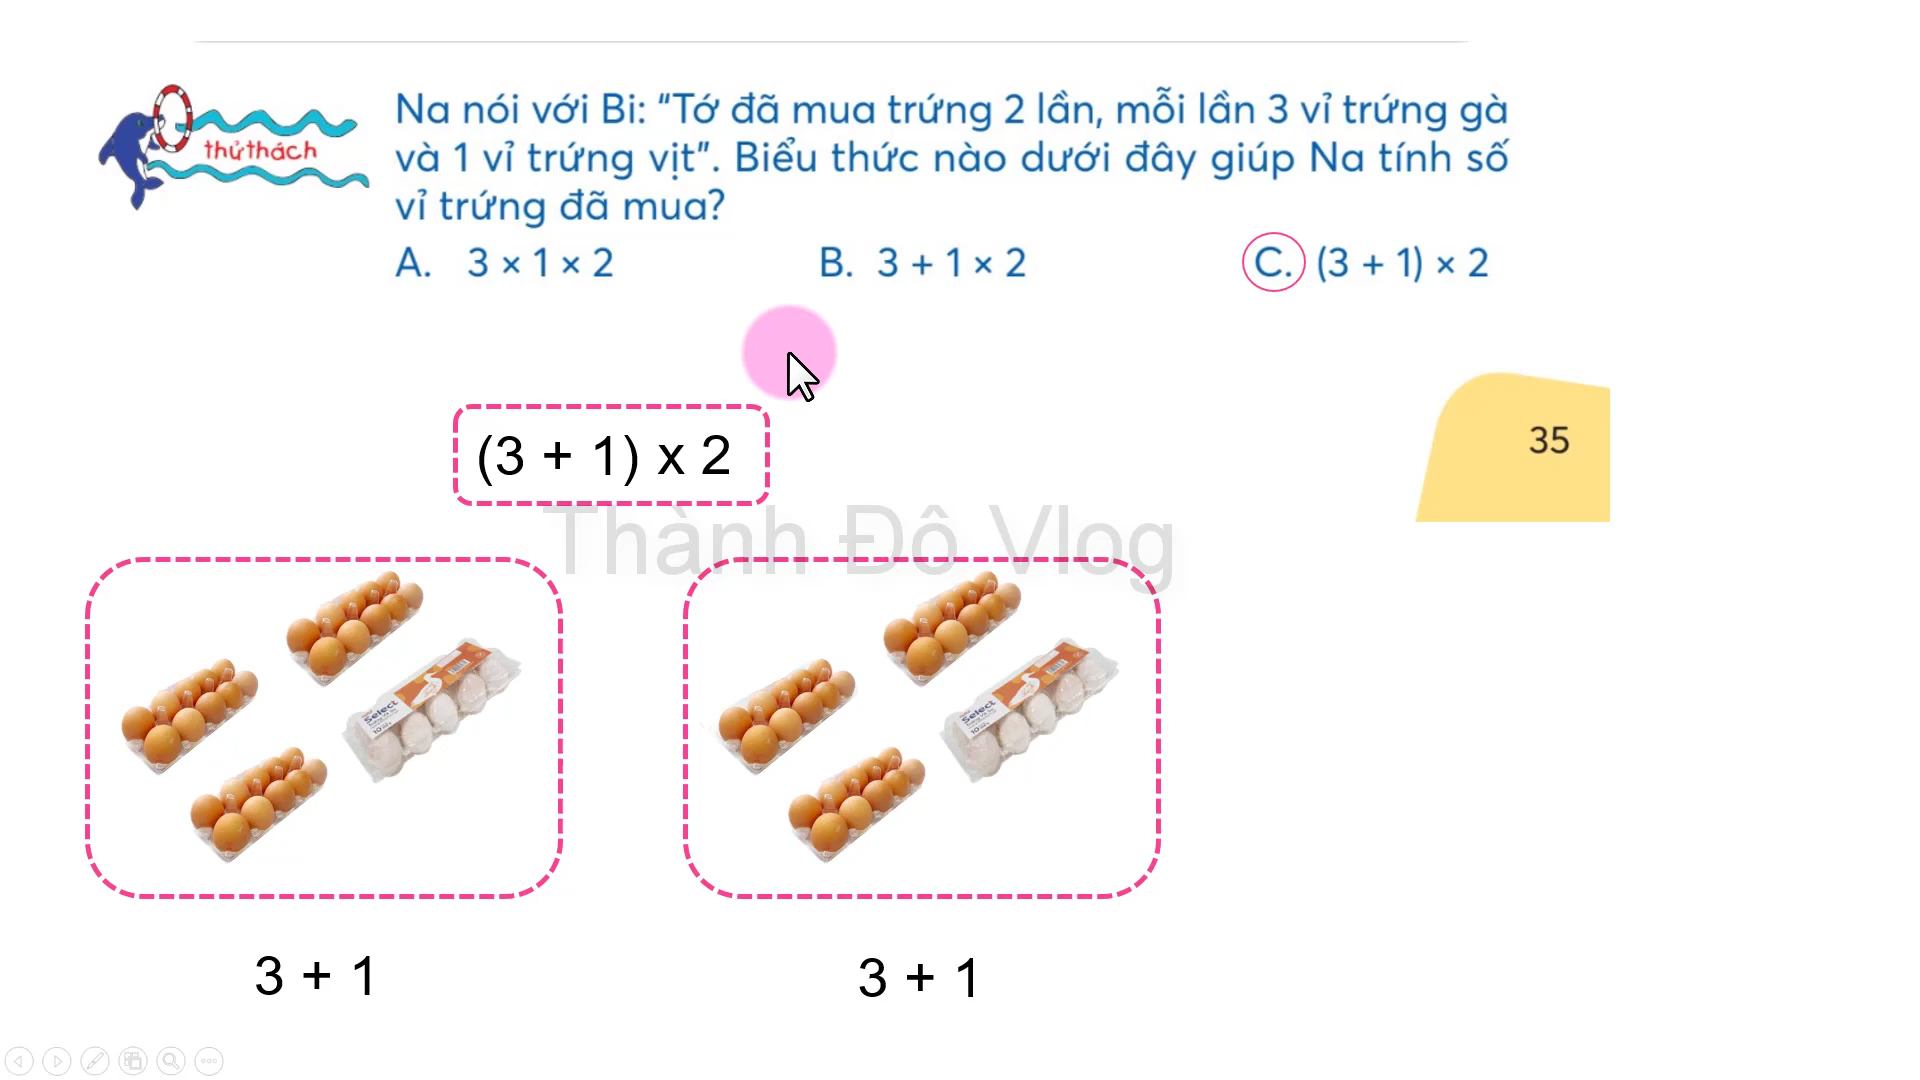 Na nói với Bi: “Tớ đã mua trứng 2 lần, mỗi lần 3 vỉ trứng gà
thử thách
và 1 vỉ trứng vịt”. Biểu thức nào dưới đây giúp Na tính số
vỉ trứng đã mua?
A. 3 × 1 × 2 B. 3 + 1 × 2 C. (3 + 1) × 2
35
(3 + 1) x 2
Thành Đô Vlog
Select
10
Select
10
3 + 1 3 + 1